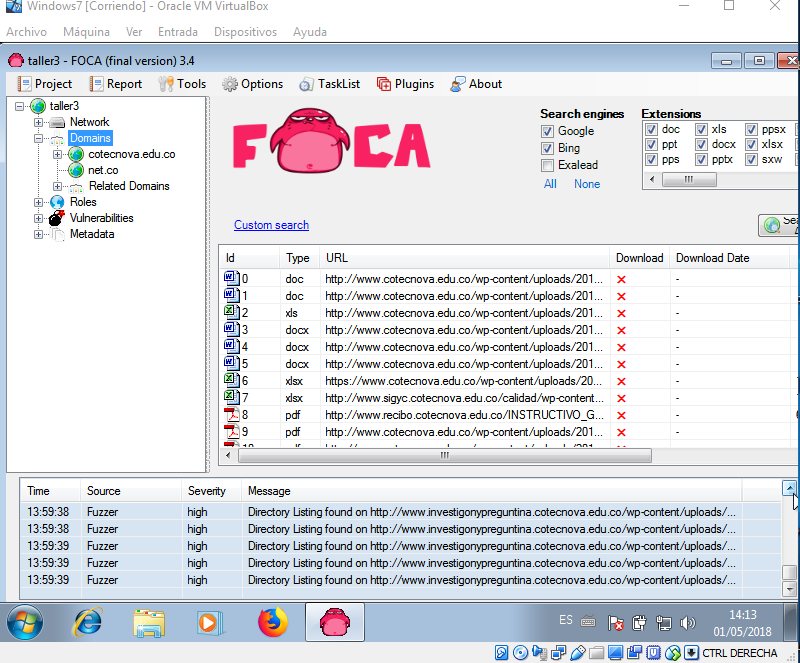 Windows7 [Corriendo] - Oracle VM VirtualBox
Archivo Máquina Ver Entrada Dispositivos Ayuda
taller3 - FOCA (final version) 3.4
Project Report Tools Options TaskList Plugins About
taller3
Network
Domains
cotecnova.edu.co
net.co
Related Domains
Roles
Vulnerabilities
Metadata
FOCA
Search engines
Google
Bing
Exalead
All None
Extensions
doc xls ppsx
ppt docx xlsx
pps pptx sxw
Custom search
Id Type URL Download Download Date
0 doc http://www.cotecnova.edu.co/wp-content/uploads/201... -
1 doc http://www.cotecnova.edu.co/wp-content/uploads/201... -
2 xls http://www.cotecnova.edu.co/wp-content/uploads/201... -
3 docx http://www.cotecnova.edu.co/wp-content/uploads/201... -
4 docx http://www.cotecnova.edu.co/wp-content/uploads/201... -
5 docx http://www.cotecnova.edu.co/wp-content/uploads/201... -
6 xlsx https://www.cotecnova.edu.co/wp-content/uploads/20... -
7 xlsx http://www.sigyc.cotecnova.edu.co/calidad/wp-content... -
8 pdf http://www.recibo.cotecnova.edu.co/INSTRUCTIVO_G... -
9 pdf http://www.cotecnova.edu.co/wp-content/uploads/201... -
Time Source Severity Message
13:59:38 Fuzzer high Directory Listing found on http://www.investigonypreguntina.cotecnova.edu.co/wp-content/uploads/...
13:59:38 Fuzzer high Directory Listing found on http://www.investigonypreguntina.cotecnova.edu.co/wp-content/uploads/...
13:59:39 Fuzzer high Directory Listing found on http://www.investigonypreguntina.cotecnova.edu.co/wp-content/uploads/...
13:59:39 Fuzzer high Directory Listing found on http://www.investigonypreguntina.cotecnova.edu.co/wp-content/uploads/...
13:59:39 Fuzzer high Directory Listing found on http://www.investigonypreguntina.cotecnova.edu.co/wp-content/uploads/...
ES
14:13
01/05/2018
CTRL DERECHA